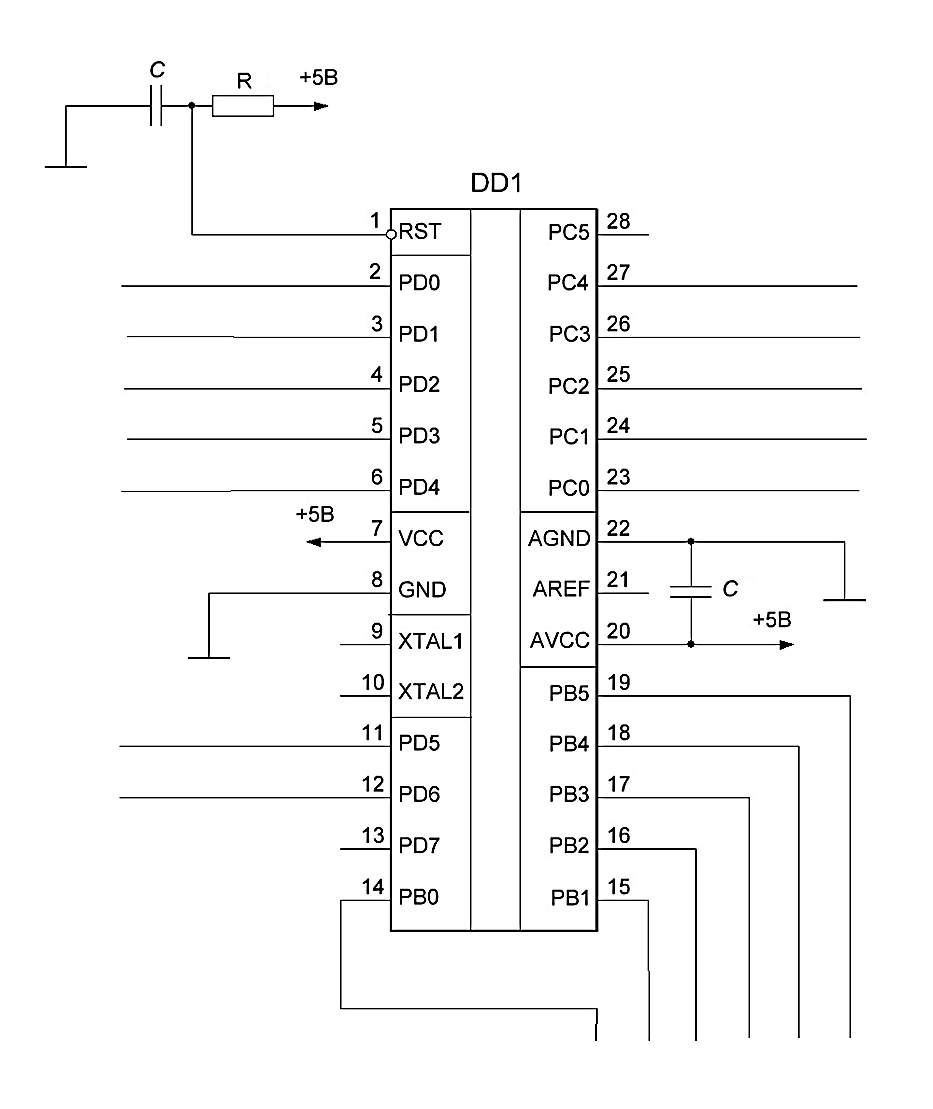 C
R
+5В
DD1
1 RST
PC5 28
2 PD0
PC4 27
3 PD1
PC3 26
4 PD2
PC2 25
5 PD3
PC1 24
6 PD4
PC0 23
+5В
7 VCC
AGND 22
8 GND
AREF 21
C
9 XTAL1
AVCC 20
+5В
10 XTAL2
PB5 19
11 PD5
PB4 18
12 PD6
PB3 17
13 PD7
PB2 16
14 PB0
PB1 15